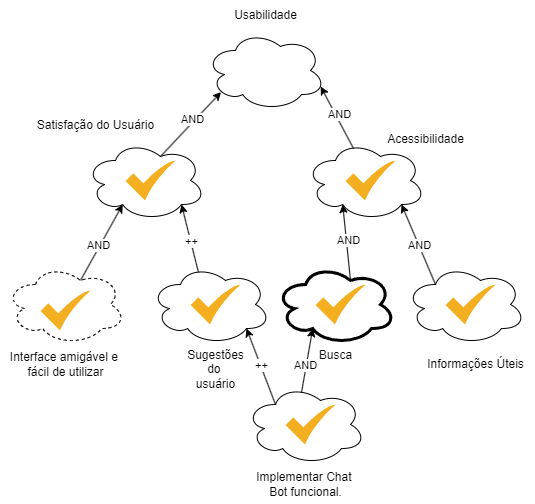 Usabilidade
AND
AND
Satisfação do Usuário
Acessibilidade
AND
++
AND
AND
Interface amigável e
fácil de utilizar
Sugestões
do
usuário
Busca
Informações Úteis
++
AND
Implementar Chat
Bot funcional.